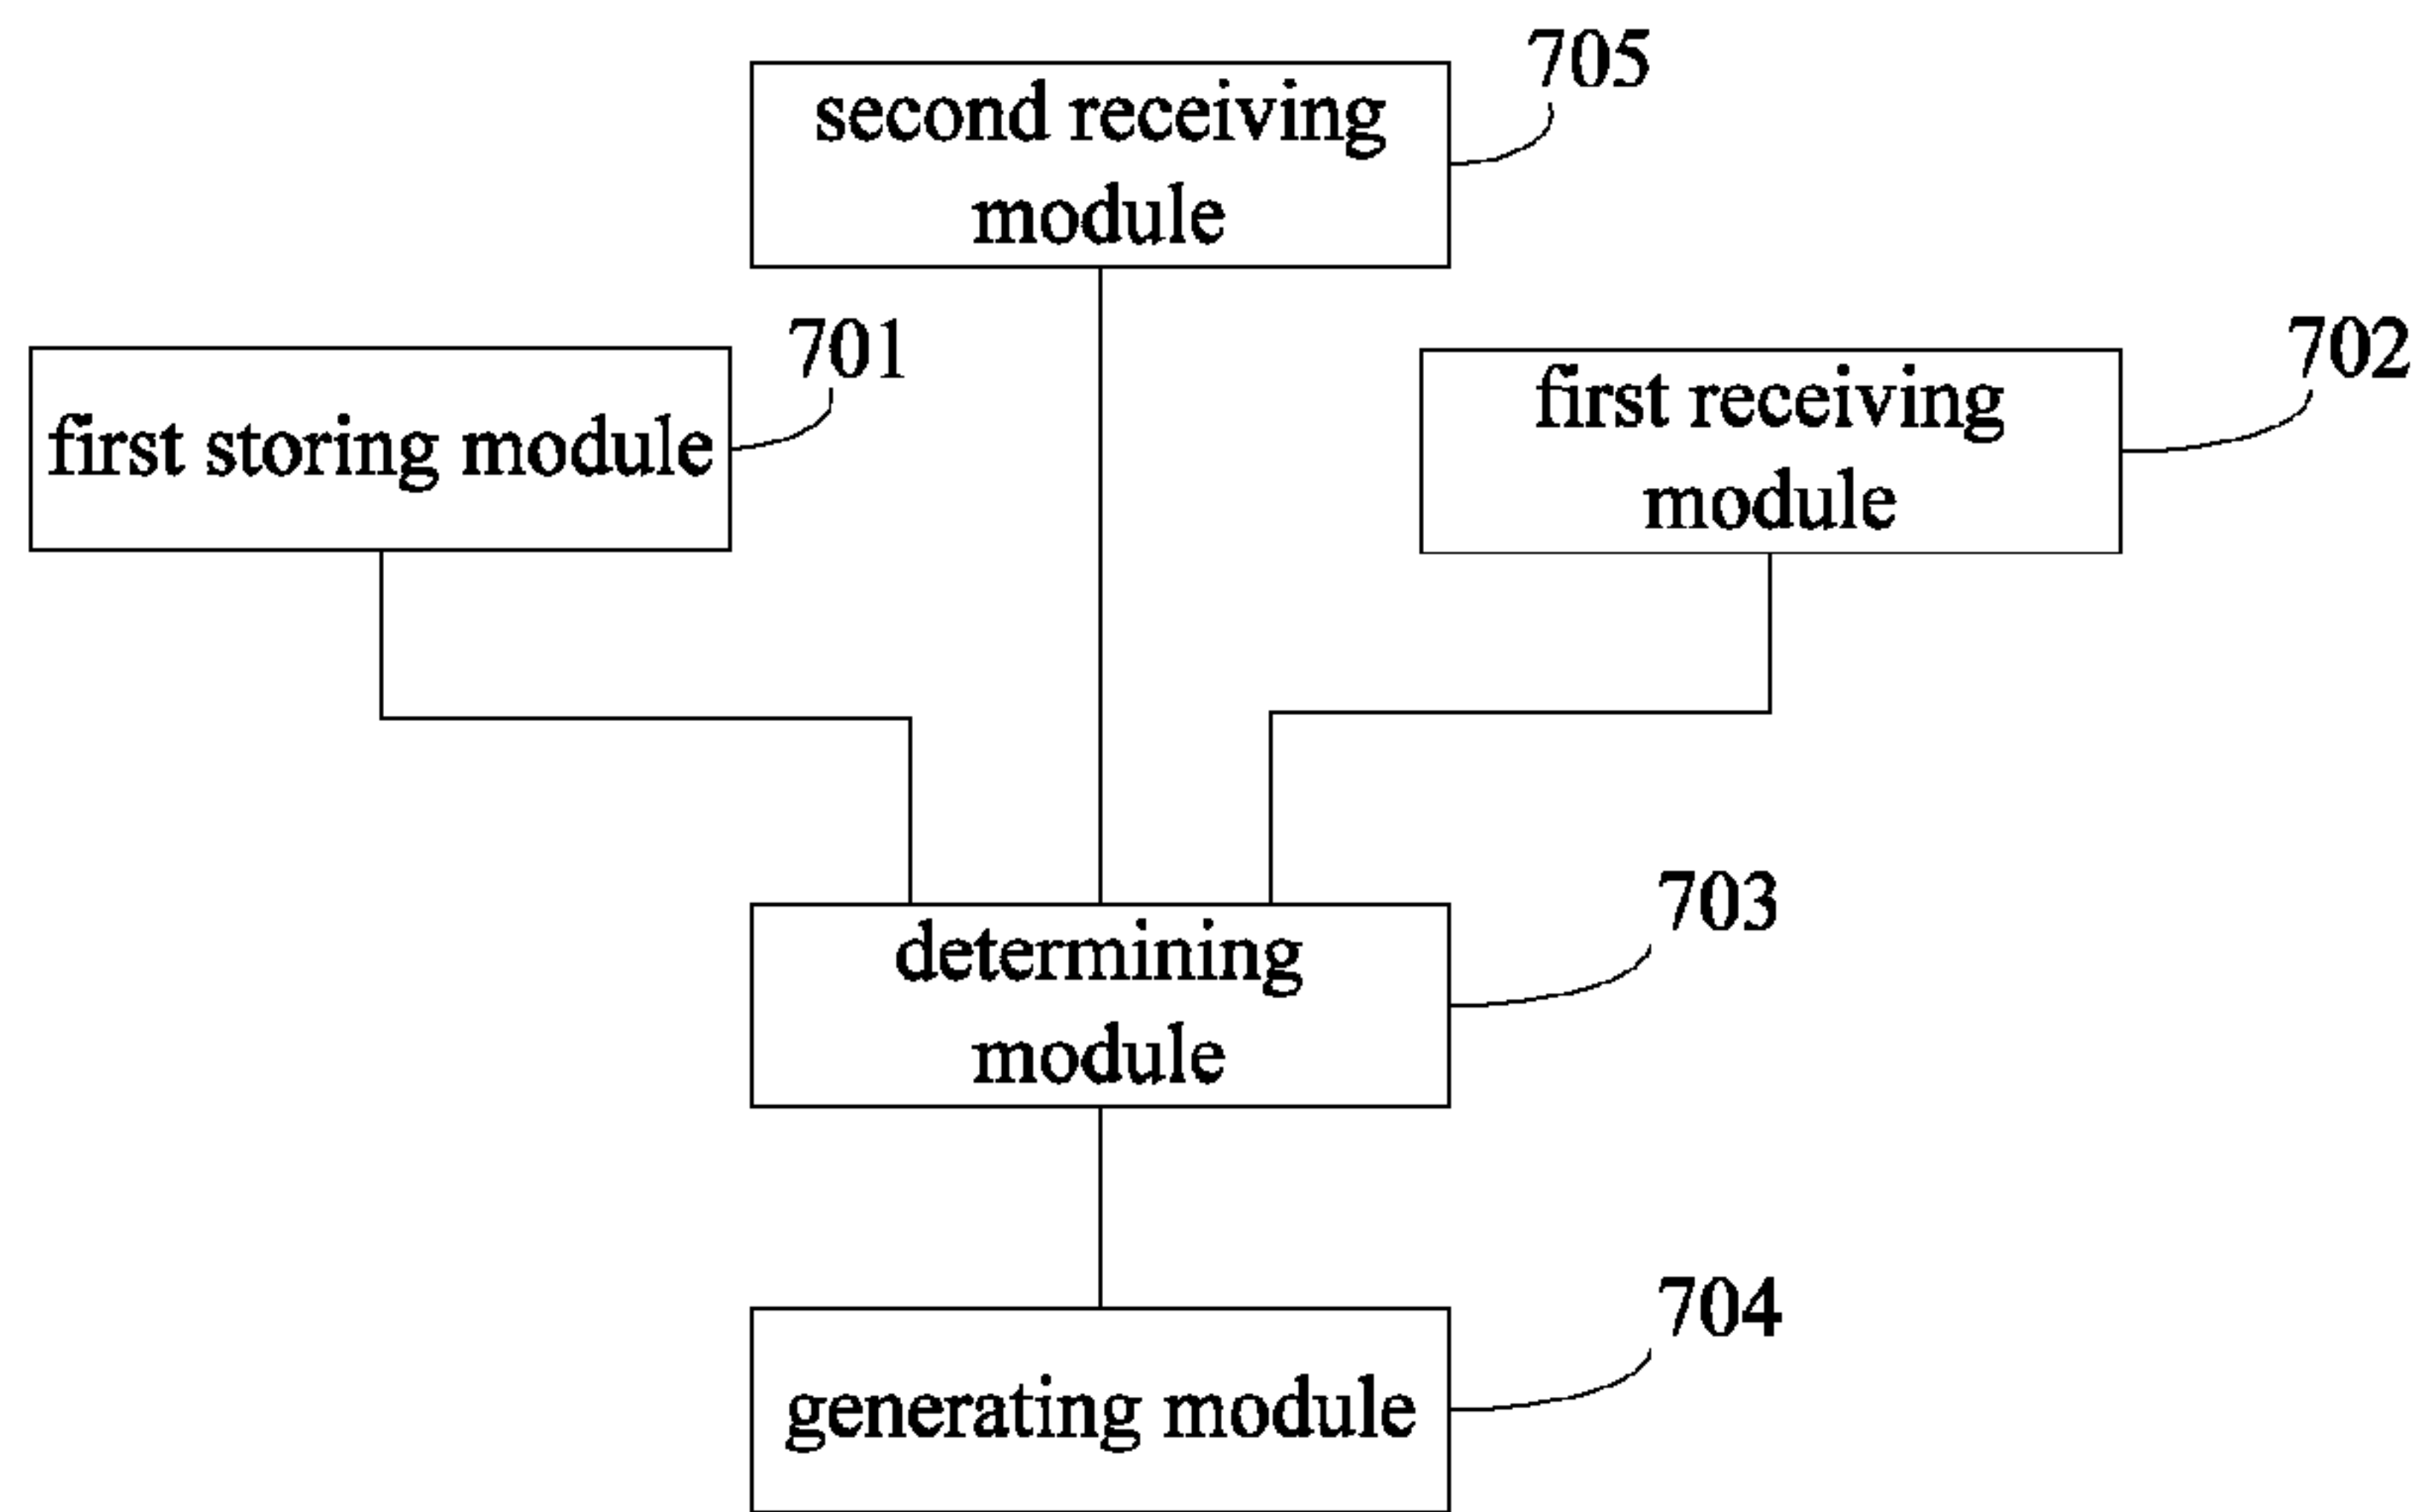 705
second receiving
module
701
702
first storing module
first receiving
module
703
determining
module
704
generating module